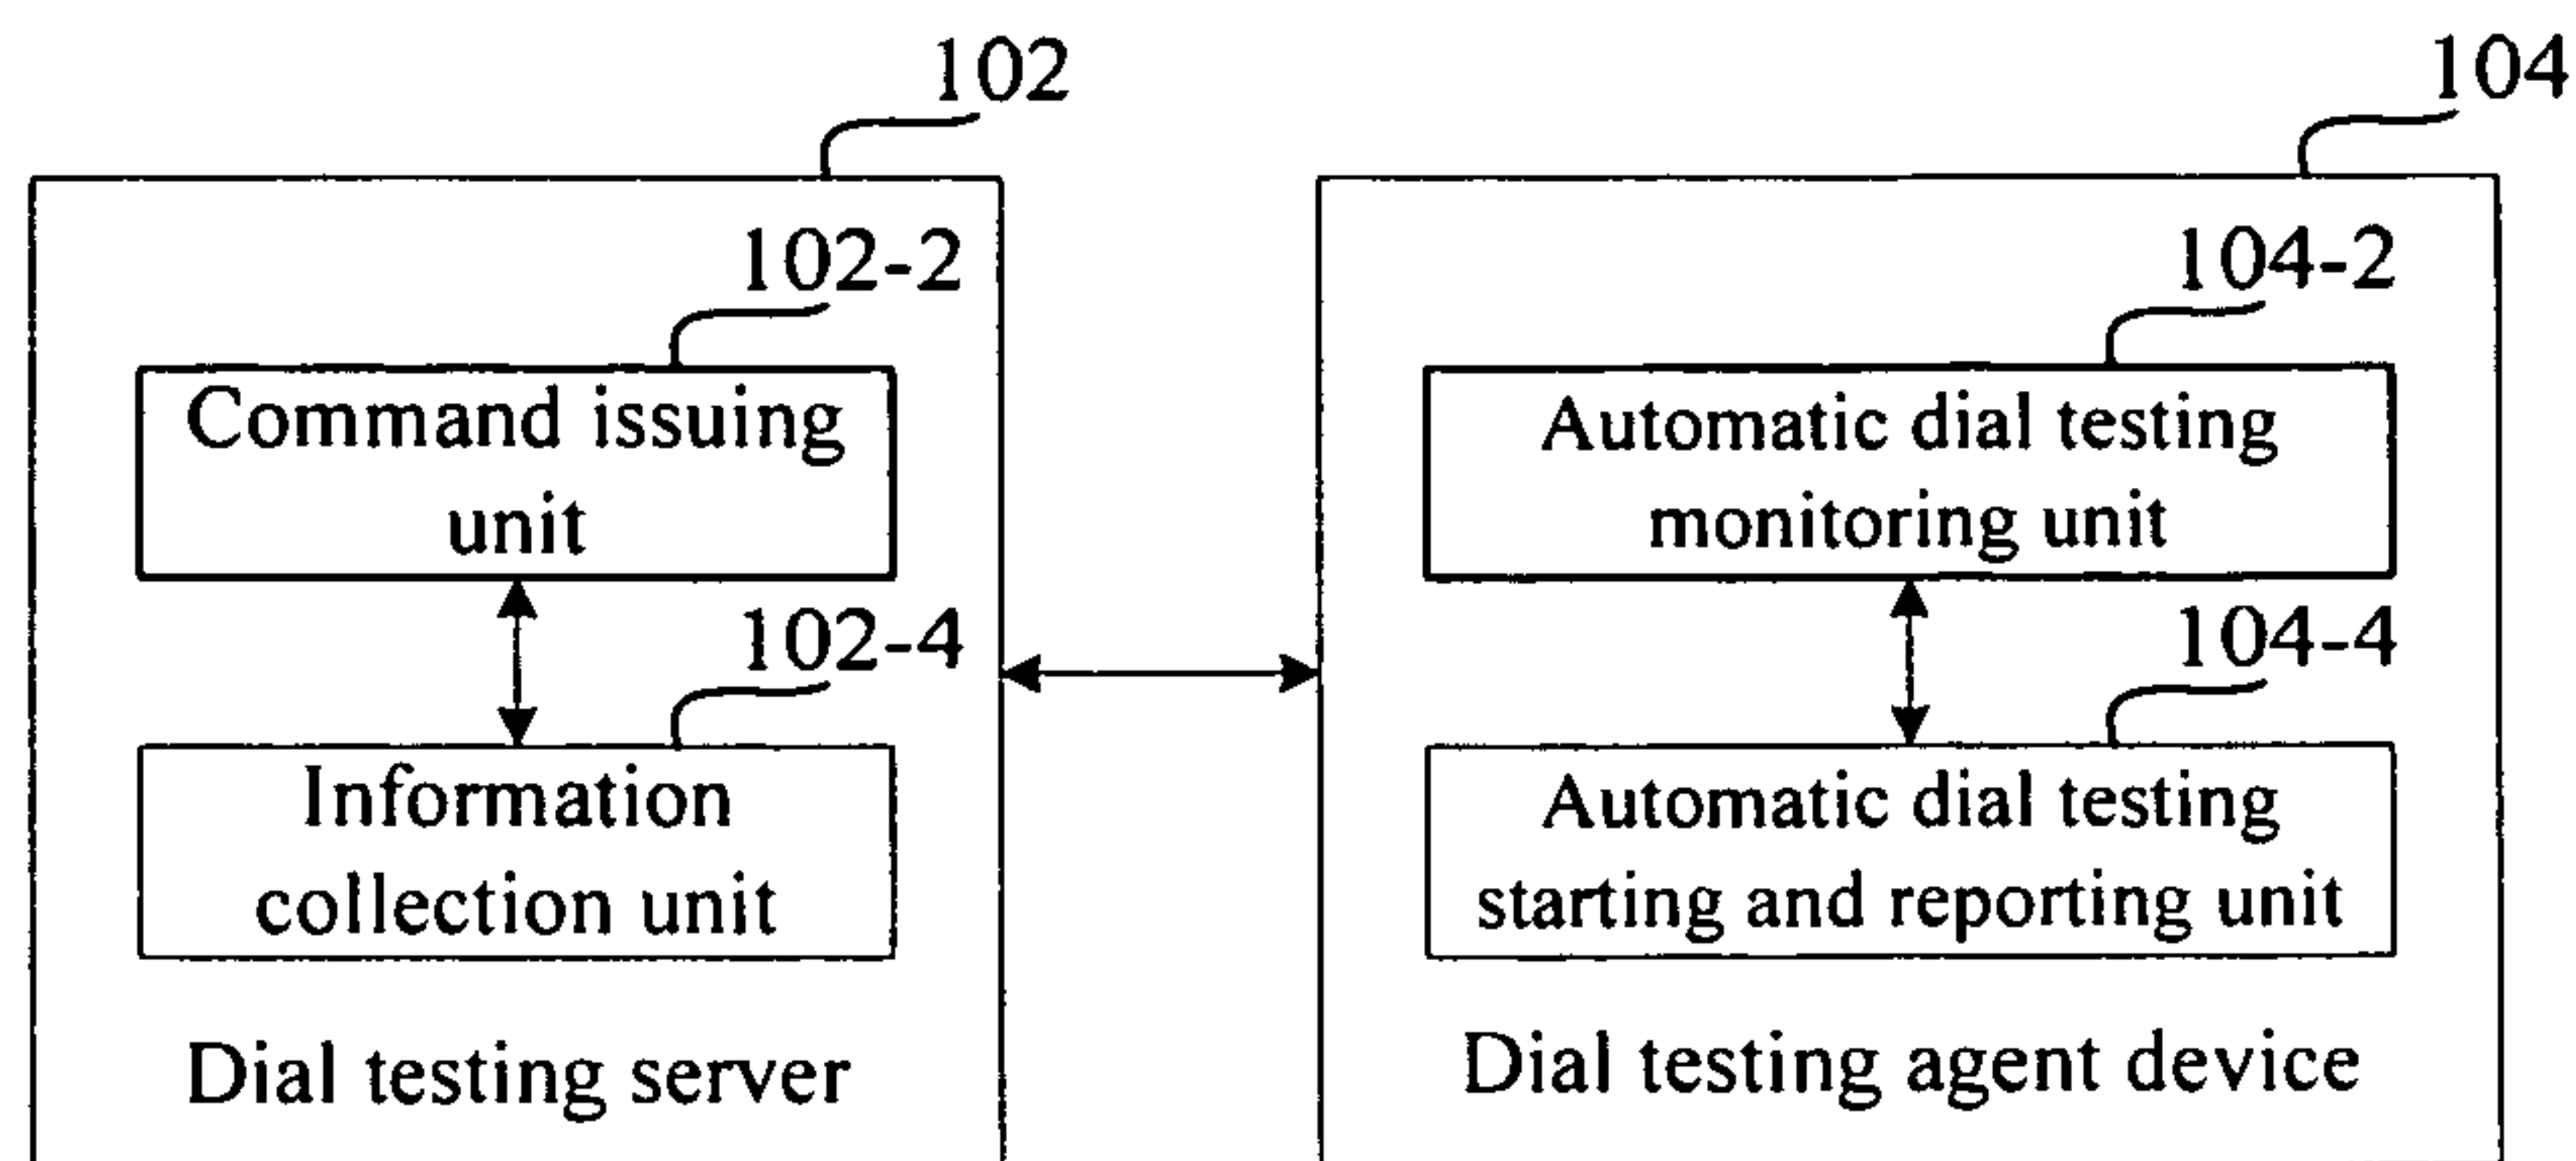 102
104
102-2
104-2
Command issuing
unit
Automatic dial testing
monitoring unit
102-4
104-4
Information
collection unit
Automatic dial testing
starting and reporting unit
Dial testing server
Dial testing agent device